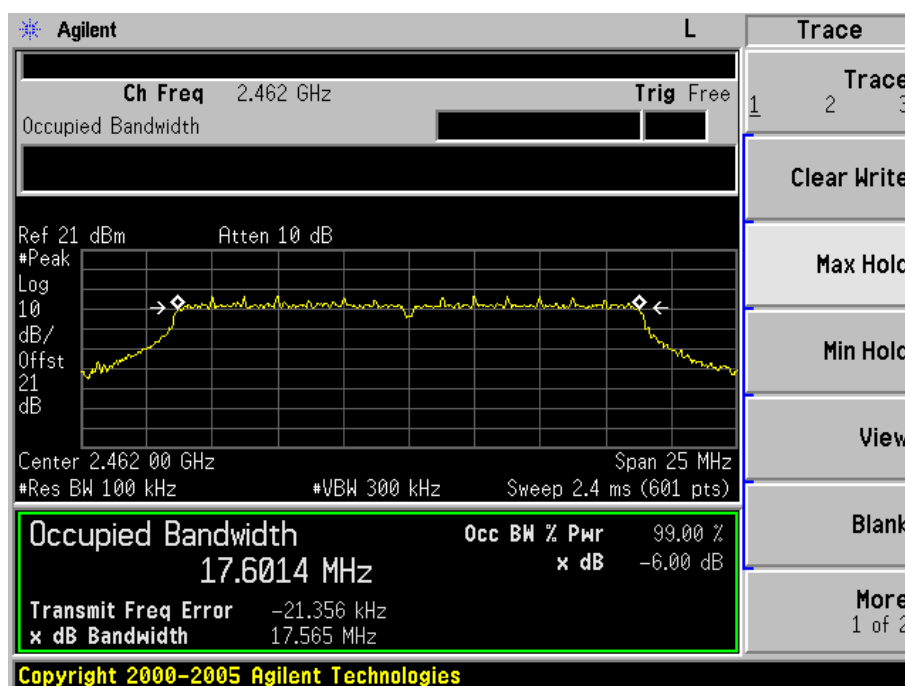 Agilent L Trace
Ch Freq 2.462 GHz Trig Free
Occupied Bandwidth
Trace
1 2 3
Clear Write
Max Hold
Min Hold
View
Blank
More
1 of 2
Ref 21 dBm Atten 10 dB
#Peak
Log
10
dB/
Offst
21
dB
Center 2.462 00 GHz Span 25 MHz
#Res BW 100 kHz #VBW 300 kHz Sweep 2.4 ms (601 pts)
Occupied Bandwidth Occ BW % Pwr 99.00 %
17.6014 MHz x dB -6.00 dB
Transmit Freq Error -21.356 kHz
x dB Bandwidth 17.565 MHz
Copyright 2000-2005 Agilent Technologies